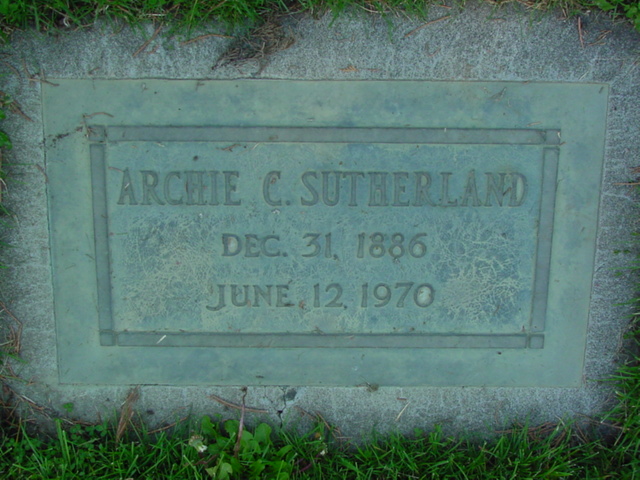 ARCHIE C. SUTHERLAND
DEC. 31, 1886
JUNE 12, 1970